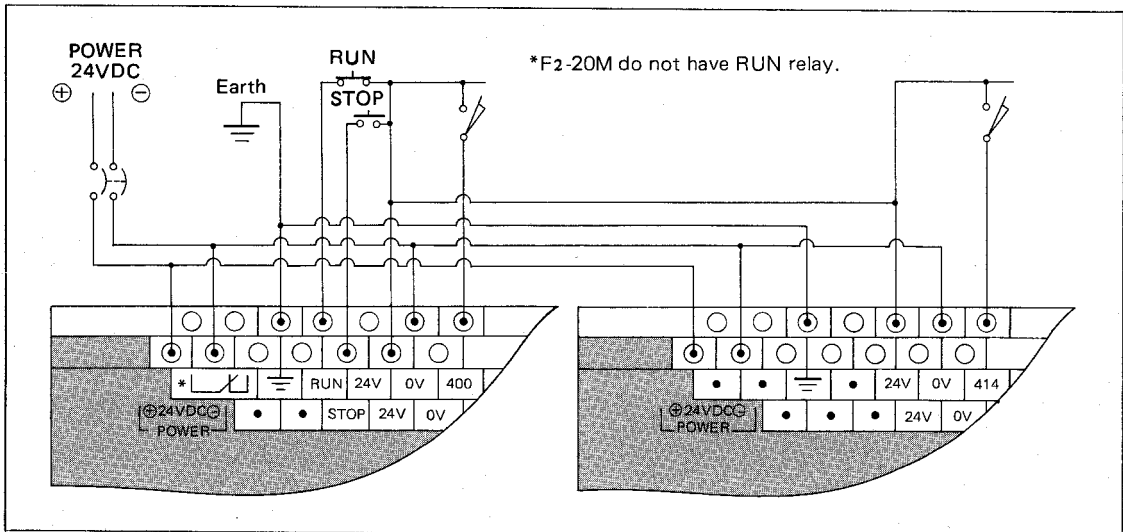 POWER
24VDC
⊕ ⊖
Earth
RUN
STOP
*F2-20M do not have RUN relay.
* RUN 24V 0V 400
⊕24VDC⊖
POWER
• • STOP 24V 0V
• • • 24V 0V 414
⊕24VDC⊖
POWER
• • • 24V 0V